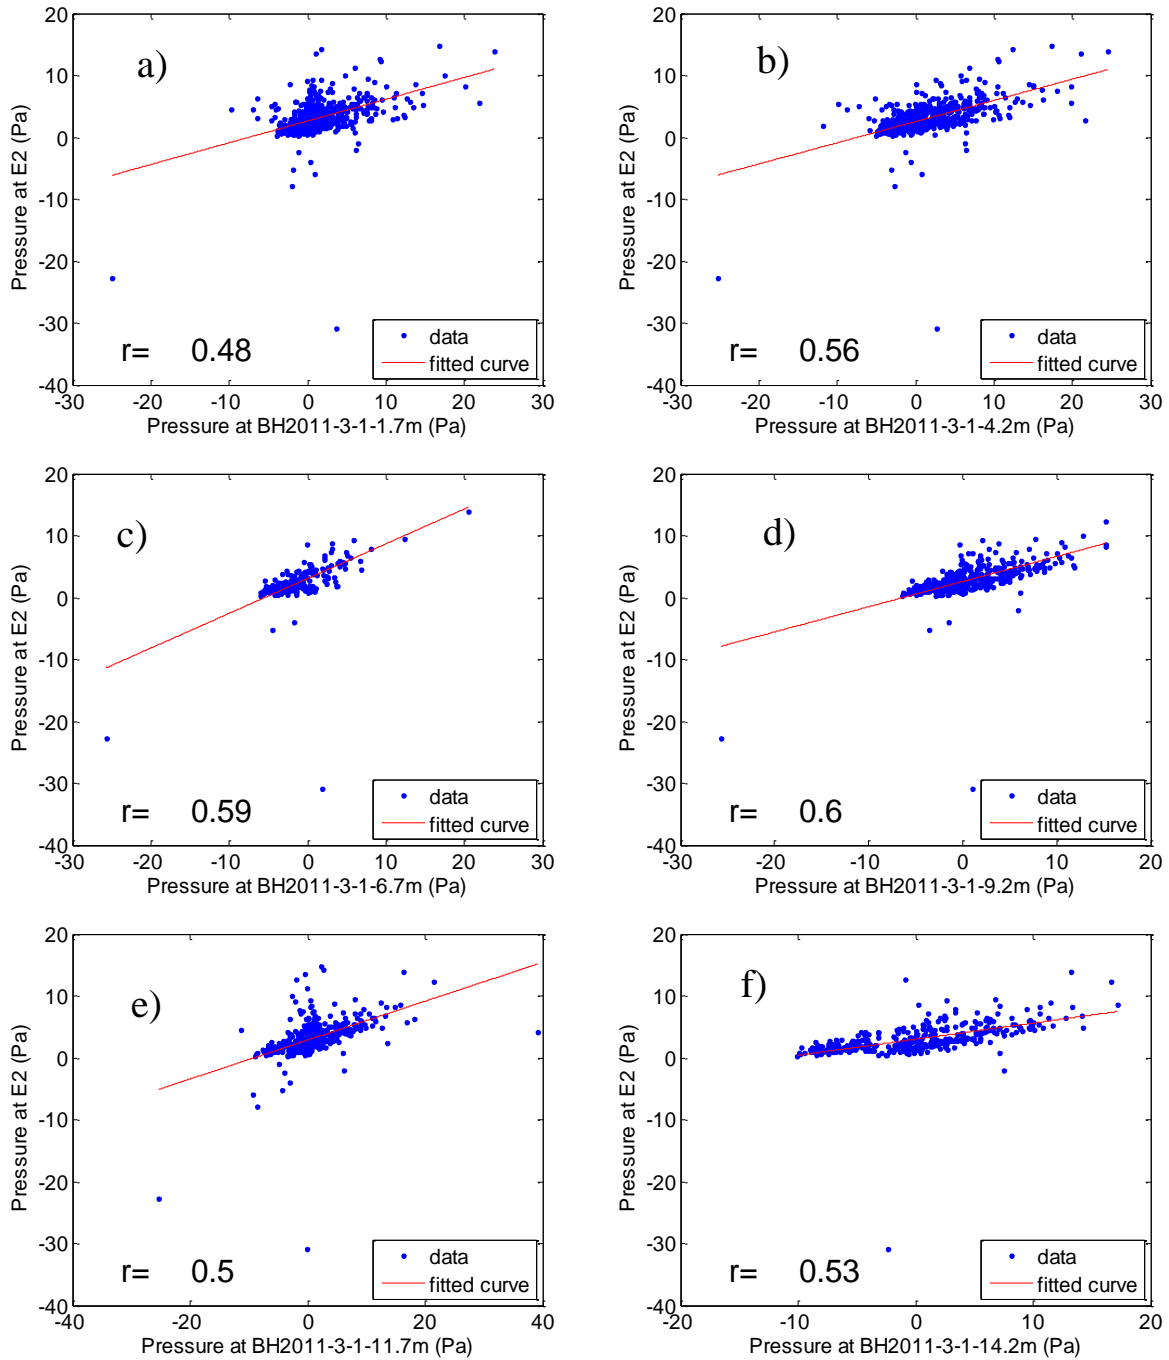 20
10
0
-10
-20
-30
-40
-30 -20 -10 0 10 20 30
Pressure at E2 (Pa)
Pressure at BH2011-3-1-1.7m (Pa)
a)
r= 0.48
data
fitted curve
20
10
0
-10
-20
-30
-40
-30 -20 -10 0 10 20 30
Pressure at E2 (Pa)
Pressure at BH2011-3-1-4.2m (Pa)
b)
r= 0.56
data
fitted curve
20
10
0
-10
-20
-30
-40
-30 -20 -10 0 10 20 30
Pressure at E2 (Pa)
Pressure at BH2011-3-1-6.7m (Pa)
c)
r= 0.59
data
fitted curve
20
10
0
-10
-20
-30
-40
-30 -20 -10 0 10 20
Pressure at E2 (Pa)
Pressure at BH2011-3-1-9.2m (Pa)
d)
r= 0.6
data
fitted curve
20
10
0
-10
-20
-30
-40
-40 -20 0 20 40
Pressure at E2 (Pa)
Pressure at BH2011-3-1-11.7m (Pa)
e)
r= 0.5
data
fitted curve
20
10
0
-10
-20
-30
-40
-20 -10 0 10 20
Pressure at E2 (Pa)
Pressure at BH2011-3-1-14.2m (Pa)
f)
r= 0.53
data
fitted curve